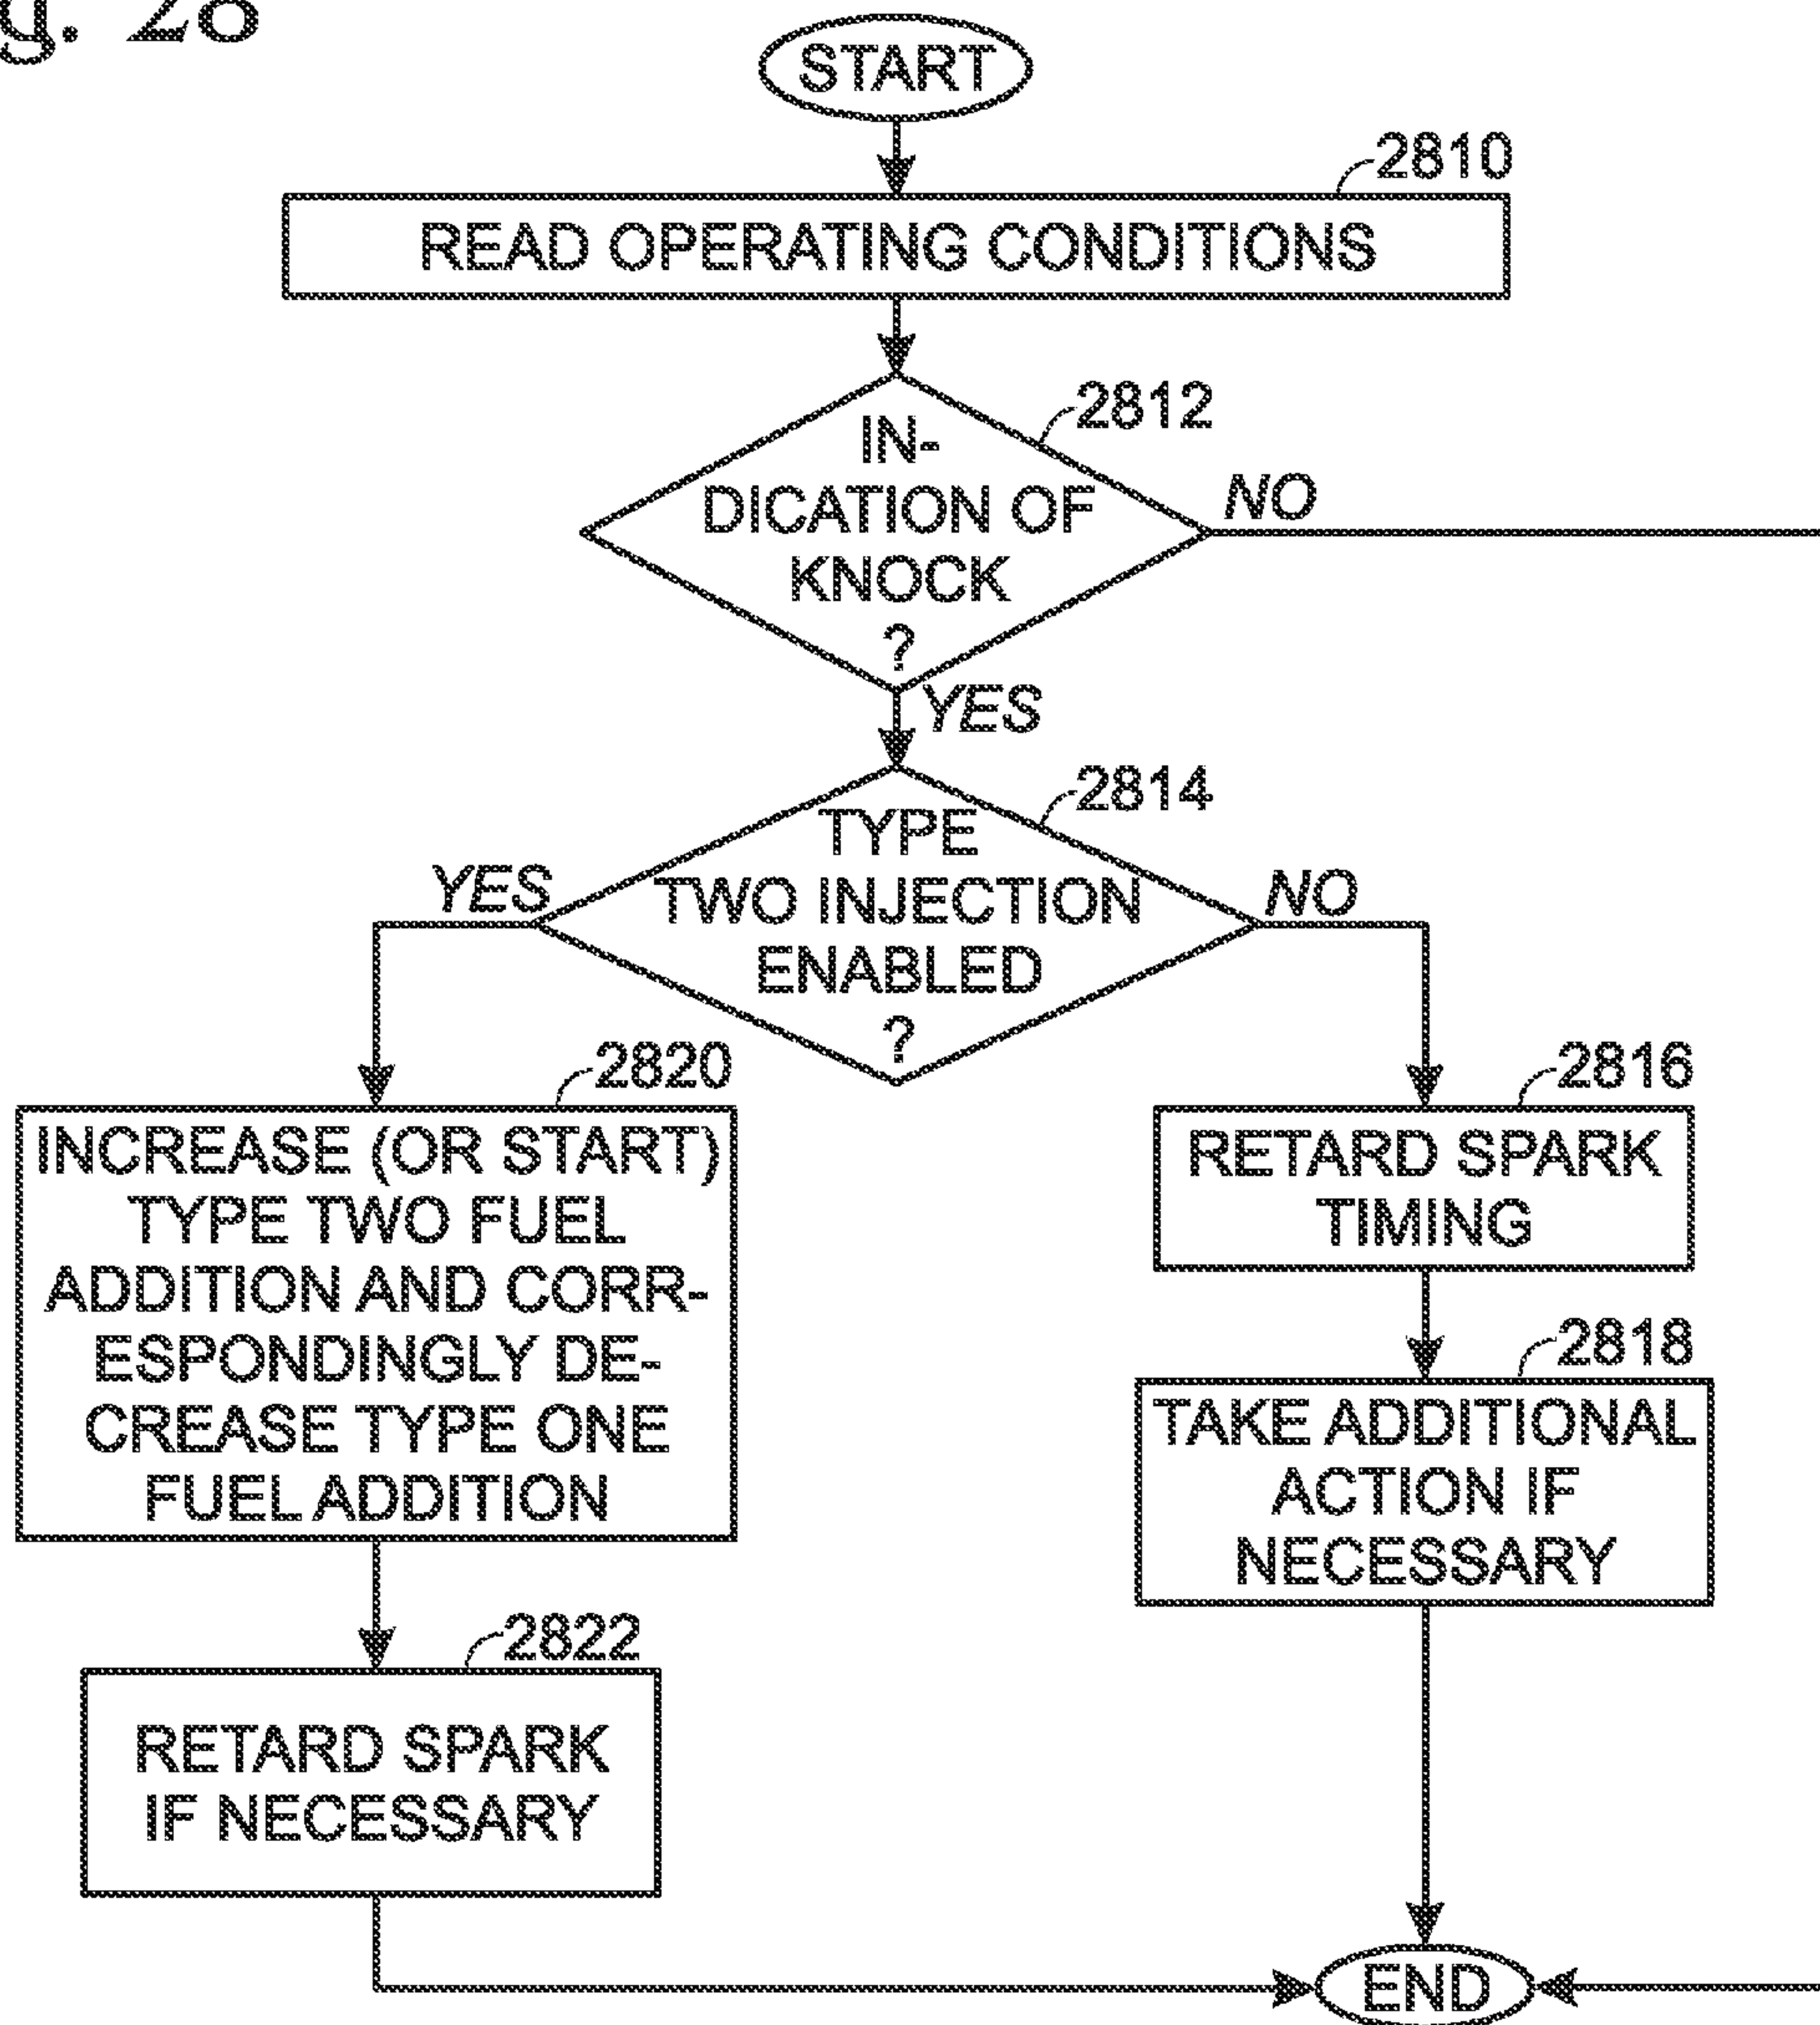 g. 28
START
2810
READ OPERATING CONDITIONS
2812
IN-
DICATION OF
KNOCK
?
NO
YES
2814
TYPE
TWO INJECTION
ENABLED
?
YES
NO
2820
INCREASE (OR START)
TYPE TWO FUEL
ADDITION AND CORR-
ESPONDINGLY DE-
CREASE TYPE ONE
FUEL ADDITION
2816
RETARD SPARK
TIMING
2818
TAKE ADDITIONAL
ACTION IF
NECESSARY
2822
RETARD SPARK
IF NECESSARY
END